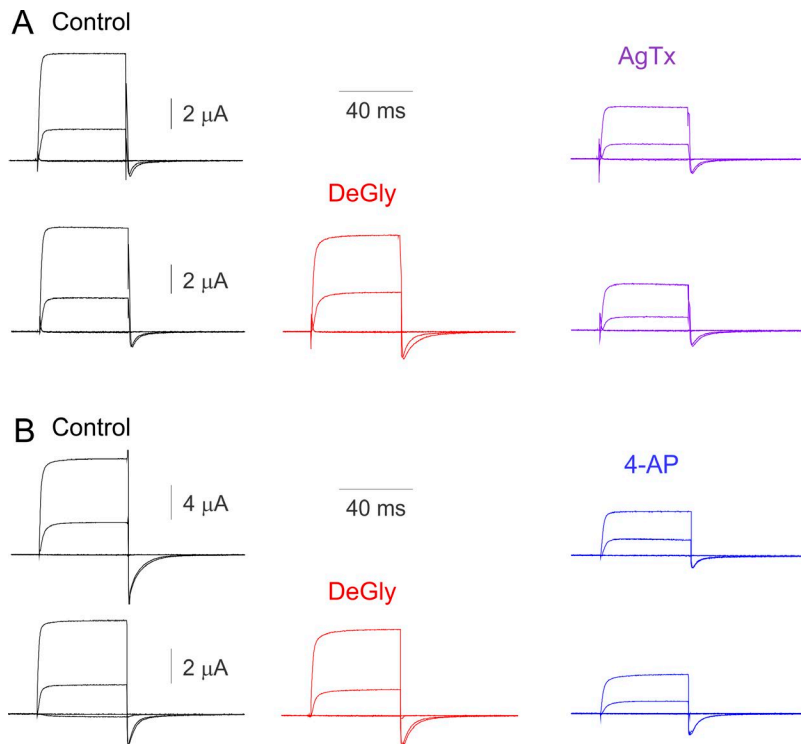 A
Control
AgTx
2 μA
40 ms
DeGly
2 μA
B
Control
4-AP
4 μA
40 ms
DeGly
2 μA